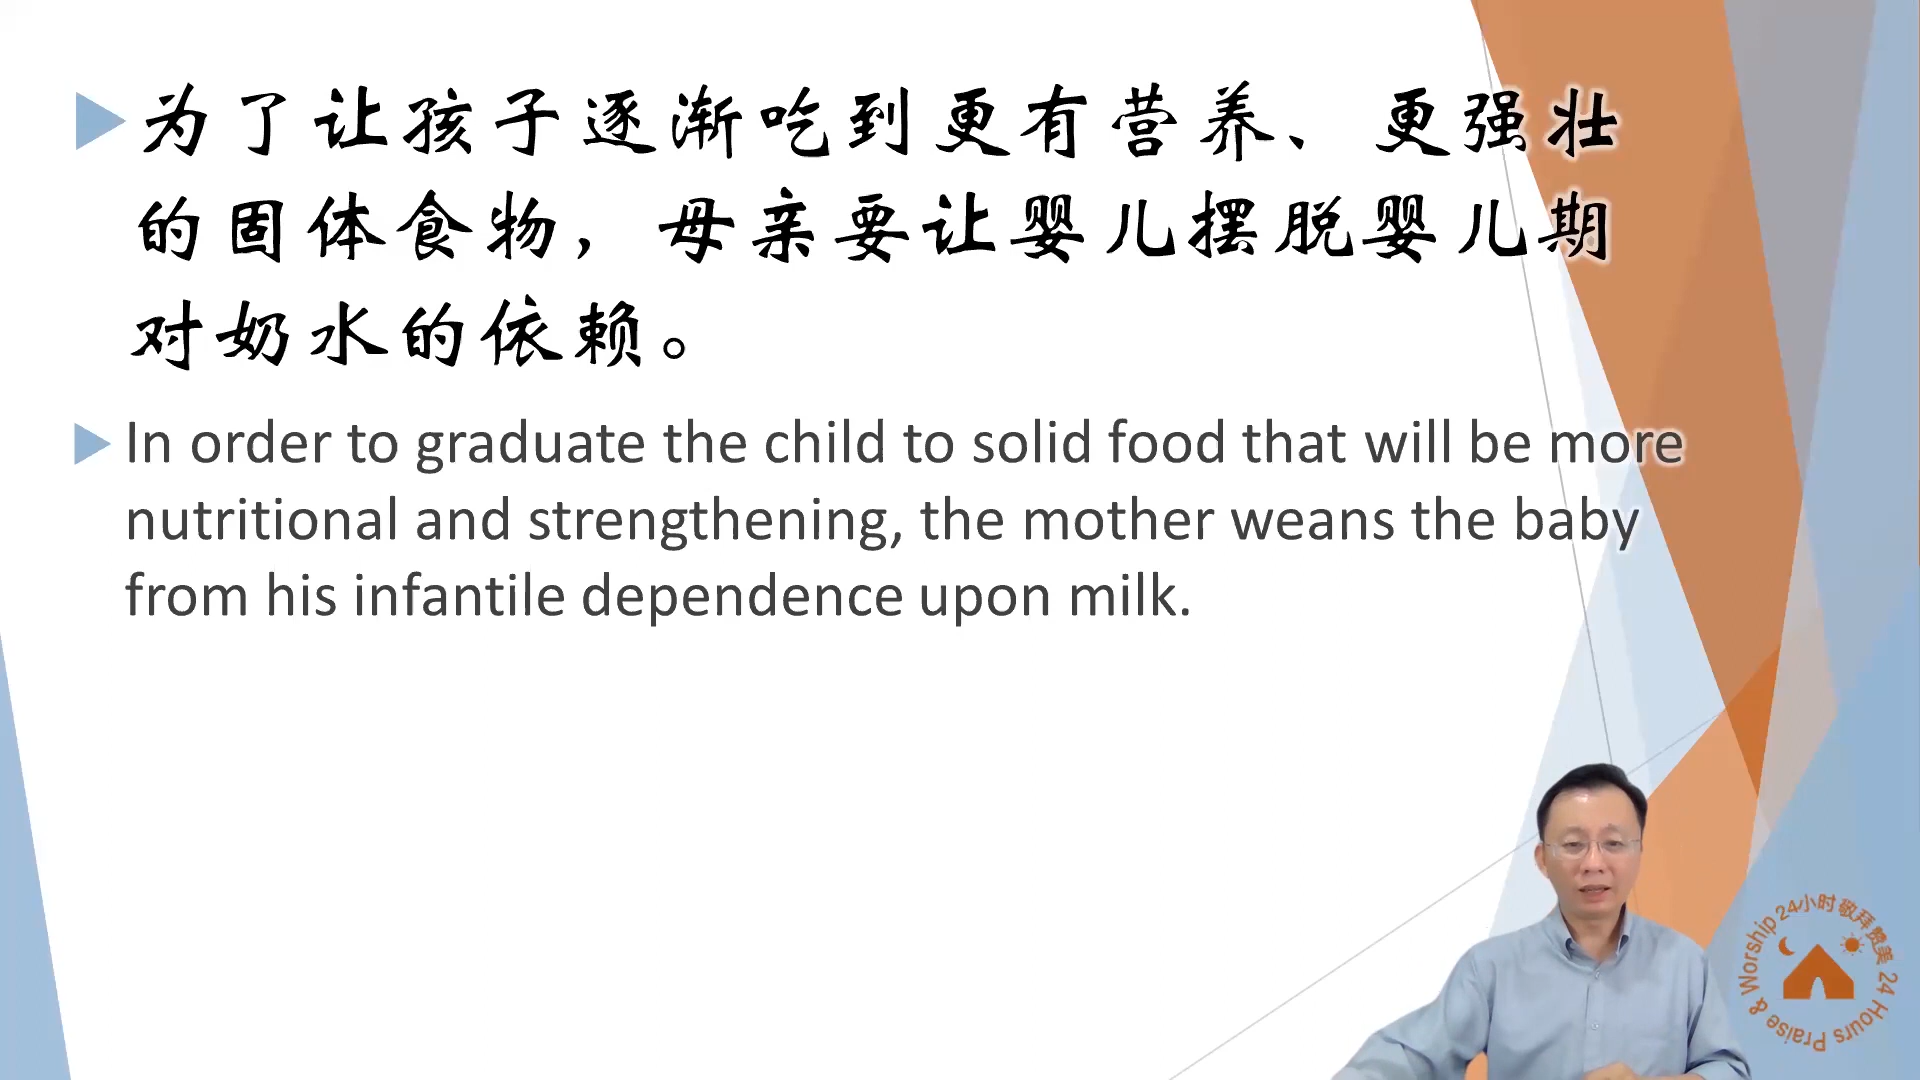 为了让孩子逐渐吃到更有营养、更强壮
的固体食物，母亲要让婴儿摆脱婴儿期
对奶水的依赖。
In order to graduate the child to solid food that will be more
nutritional and strengthening, the mother weans the baby
from his infantile dependence upon milk.
24小时敬拜赞美 24 Hours Praise & Worship